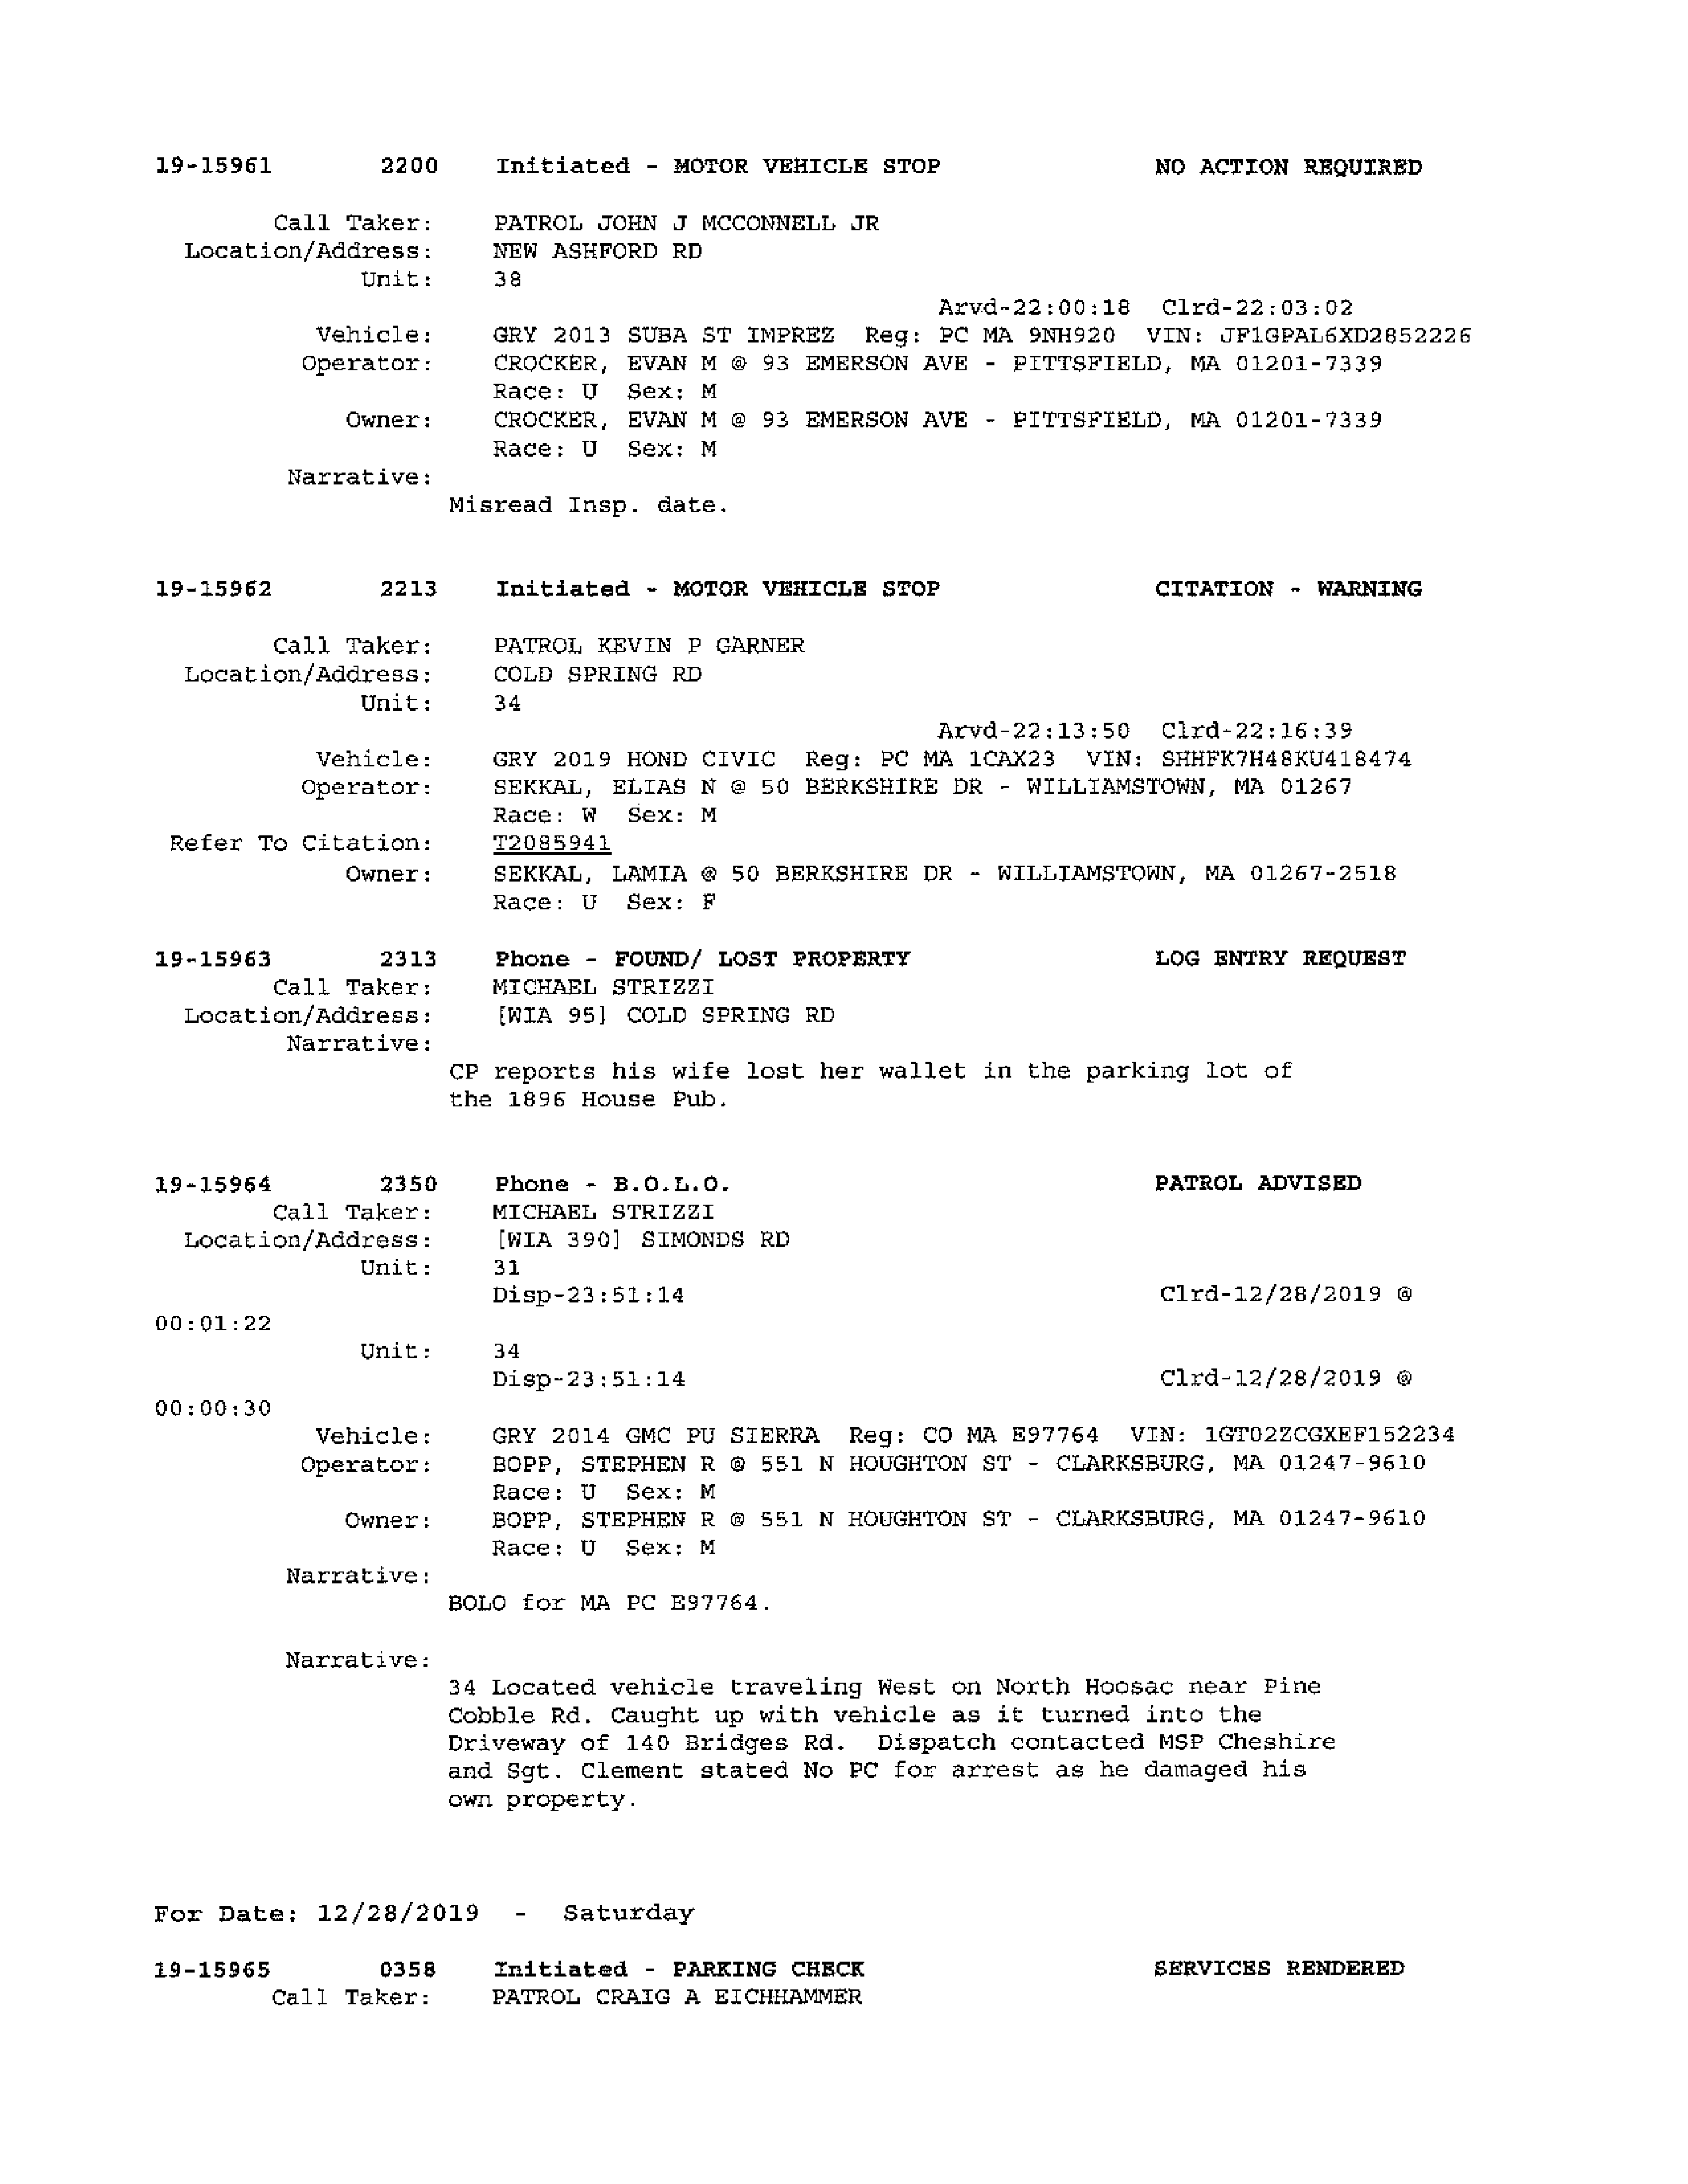 19-15961 2200 Initiated - MOTOR VEHICLE STOP NO ACTION REQUIRED
Call Taker: PATROL JOHN J MCCONNELL JR
Location/Address: NEW ASHFORD RD
Unit: 38
Arvd-22:00:18 Clrd-22:03:02
Vehicle: GRY 2013 SUBA ST IMPREZ Reg: PC MA 9NH920 VIN: JF1GPAL6XD2852226
Operator: CROCKER, EVAN M @ 93 EMERSON AVE - PITTSFIELD, MA 01201-7339
Race: U Sex: M
Owner: CROCKER, EVAN M @ 93 EMERSON AVE - PITTSFIELD, MA 01201-7339
Race: U Sex: M
Narrative:
Misread Insp. date.
19-15962 2213 Initiated - MOTOR VEHICLE STOP CITATION - WARNING
Call Taker: PATROL KEVIN P GARNER
Location/Address: COLD SPRING RD
Unit: 34
Arvd-22:13:50 Clrd-22:16:39
Vehicle: GRY 2019 HOND CIVIC Reg: PC MA 1CAX23 VIN: SHHFK7H48KU418474
Operator: SEKKAL, ELIAS N @ 50 BERKSHIRE DR - WILLIAMSTOWN, MA 01267
Race: W Sex: M
Refer To Citation: T2085941
Owner: SEKKAL, LAMIA @ 50 BERKSHIRE DR - WILLIAMSTOWN, MA 01267-2518
Race: U Sex: F
19-15963 2313 Phone - FOUND/ LOST PROPERTY LOG ENTRY REQUEST
Call Taker: MICHAEL STRIZZI
Location/Address: [WIA 95] COLD SPRING RD
Narrative:
CP reports his wife lost her wallet in the parking lot of
the 1896 House Pub.
19-15964 2350 Phone - B.O.L.O. PATROL ADVISED
Call Taker: MICHAEL STRIZZI
Location/Address: [WIA 390] SIMONDS RD
Unit: 31
Disp-23:51:14 Clrd-12/28/2019 @
00:01:22
Unit: 34
Disp-23:51:14 Clrd-12/28/2019 @
00:00:30
Vehicle: GRY 2014 GMC PU SIERRA Reg: CO MA E97764 VIN: 1GT02ZCGXEF152234
Operator: BOPP, STEPHEN R @ 551 N HOUGHTON ST - CLARKSBURG, MA 01247-9610
Race: U Sex: M
Owner: BOPP, STEPHEN R @ 551 N HOUGHTON ST - CLARKSBURG, MA 01247-9610
Race: U Sex: M
Narrative:
BOLO for MA PC E97764.
Narrative:
34 Located vehicle traveling West on North Hoosac near Pine
Cobble Rd. Caught up with vehicle as it turned into the
Driveway of 140 Bridges Rd. Dispatch contacted MSP Cheshire
and Sgt. Clement stated No PC for arrest as he damaged his
own property.
For Date: 12/28/2019 - Saturday
19-15965 0358 Initiated - PARKING CHECK SERVICES RENDERED
Call Taker: PATROL CRAIG A EICHHAMMER